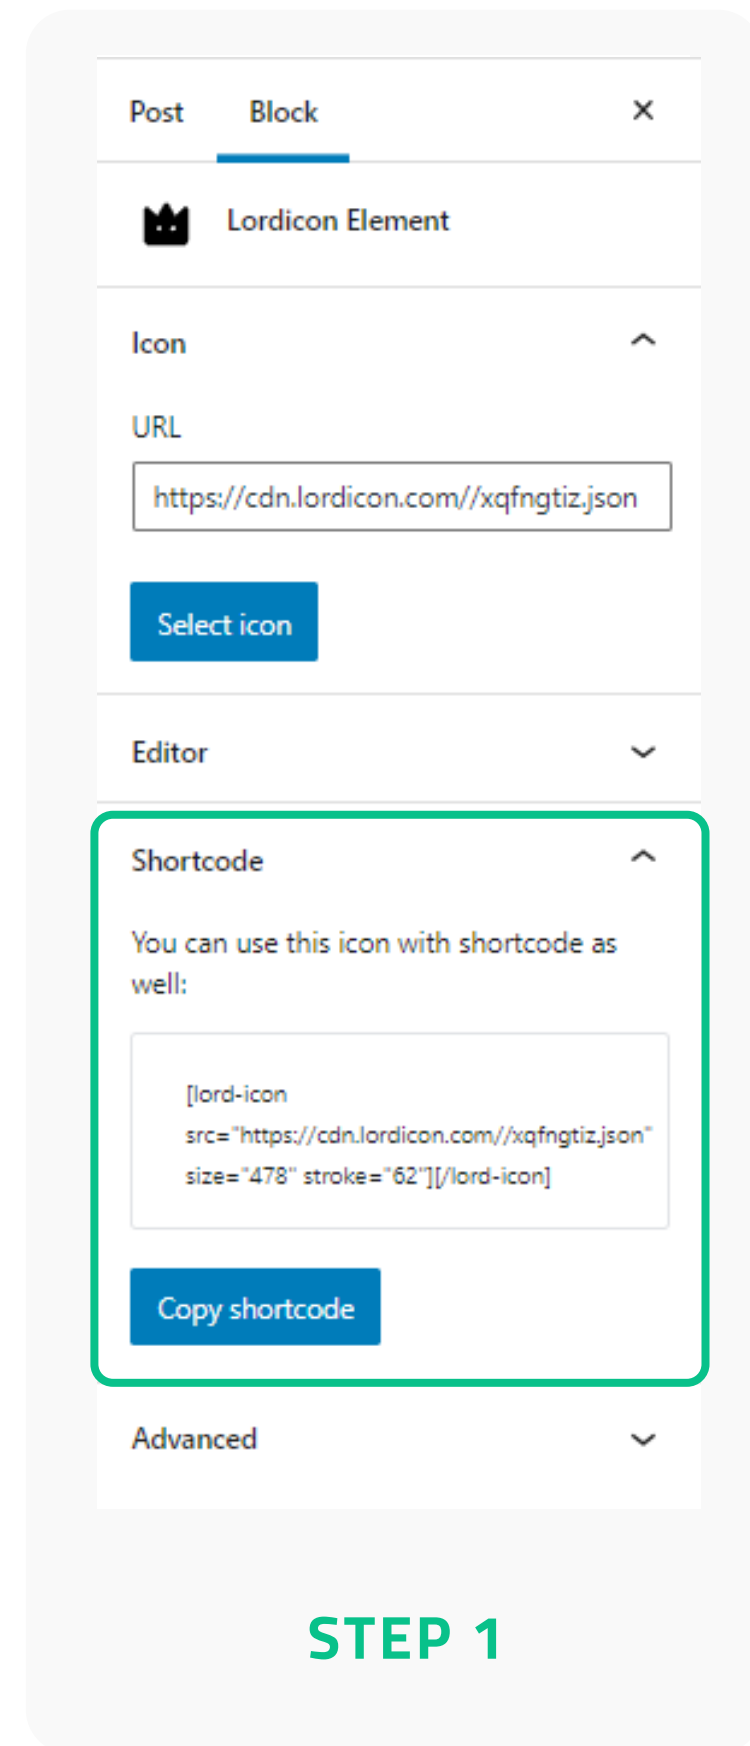 Post Block
Lordicon Element
Icon
URL
https://cdn.lordicon.com//xqfngtiz.json
Select icon
Editor
Shortcode
You can use this icon with shortcode as
well:
[lord-icon
src="https://cdn.lordicon.com//xqfngtiz.json"
size="478" stroke="62"][/lord-icon]
Copy shortcode
Advanced
STEP 1